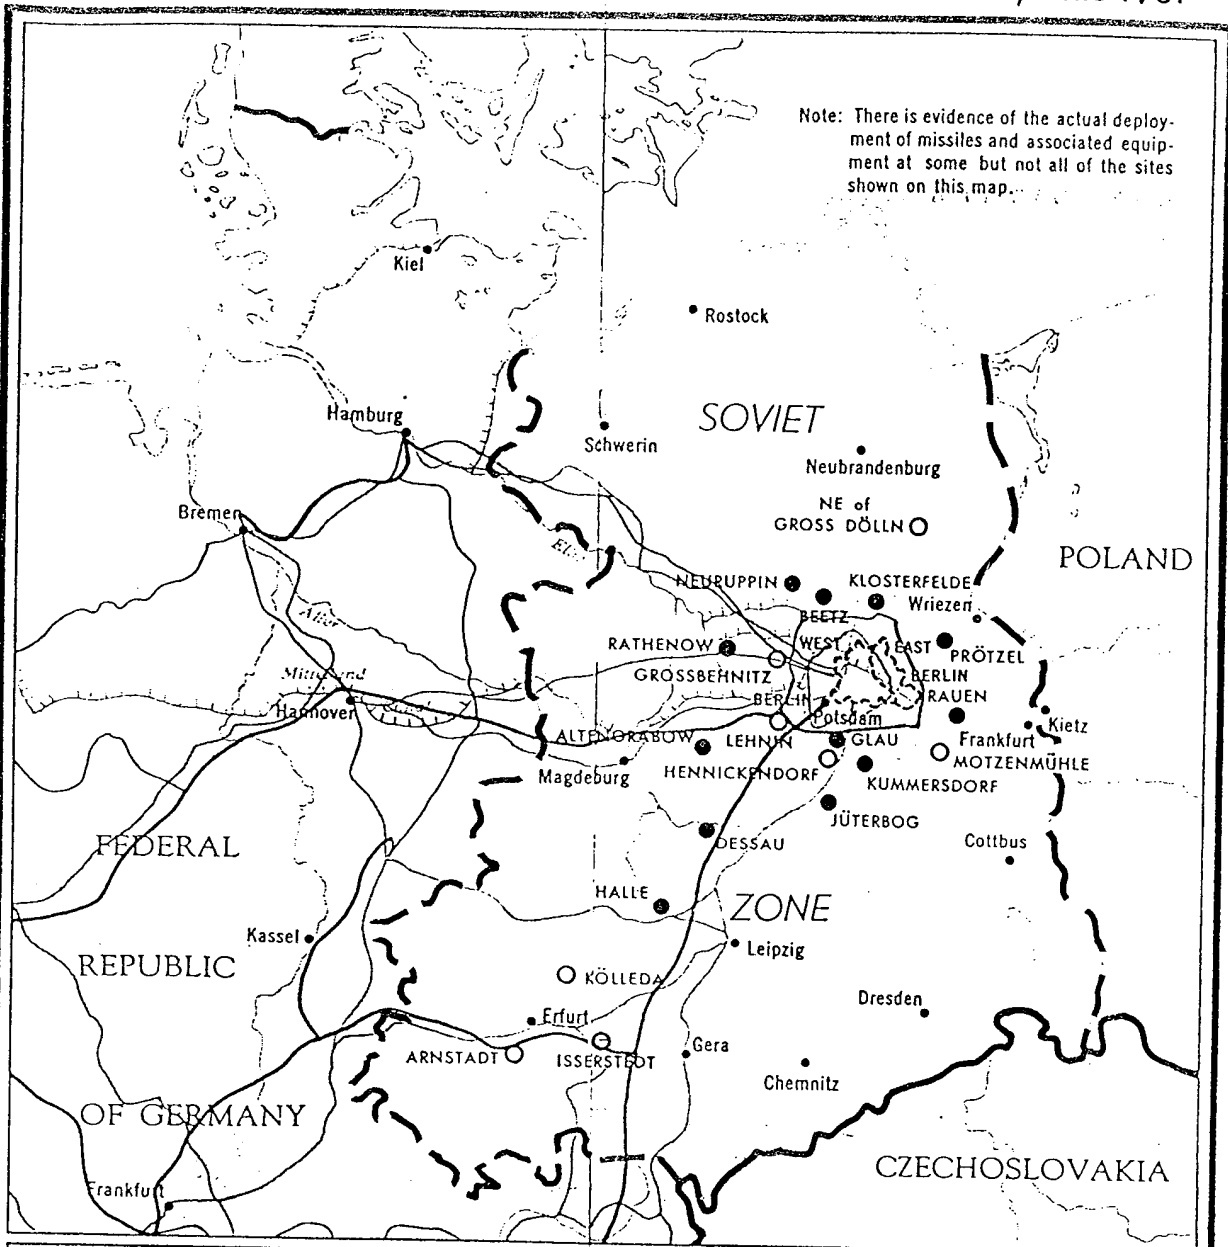 Note: There is evidence of the actual deploy-
ment of missiles and associated equip-
ment at some but not all of the sites
shown on this map.
Kiel
Rostock
Hamburg
SOVIET
Schwerin
Neubrandenburg
NE of
GROSS DÖLLN
Bremen
Elbe
POLAND
NEURUPPIN
KLOSTERFELDE
BEETZ
Wriezen
Aller
RATHENOW
WEST
EAST
PRÖTZEL
GROSSBEHNITZ
BERLIN
Mittelland
BERLIN
RAUEN
Hannover
Canal
Potsdam
Kietz
ALTENGRABOW
LEHNIN
GLAU
Frankfurt
Magdeburg
HENNICKENDORF
MOTZENMÜHLE
KUMMERSDORF
JÜTERBOG
FEDERAL
DESSAU
Cottbus
HALLE
ZONE
Kassel
Leipzig
REPUBLIC
KÖLLEDA
Dresden
Erfurt
ARNSTADT
ISSERSTEDT
Gera
Chemnitz
OF GERMANY
CZECHOSLOVAKIA
Frankfurt